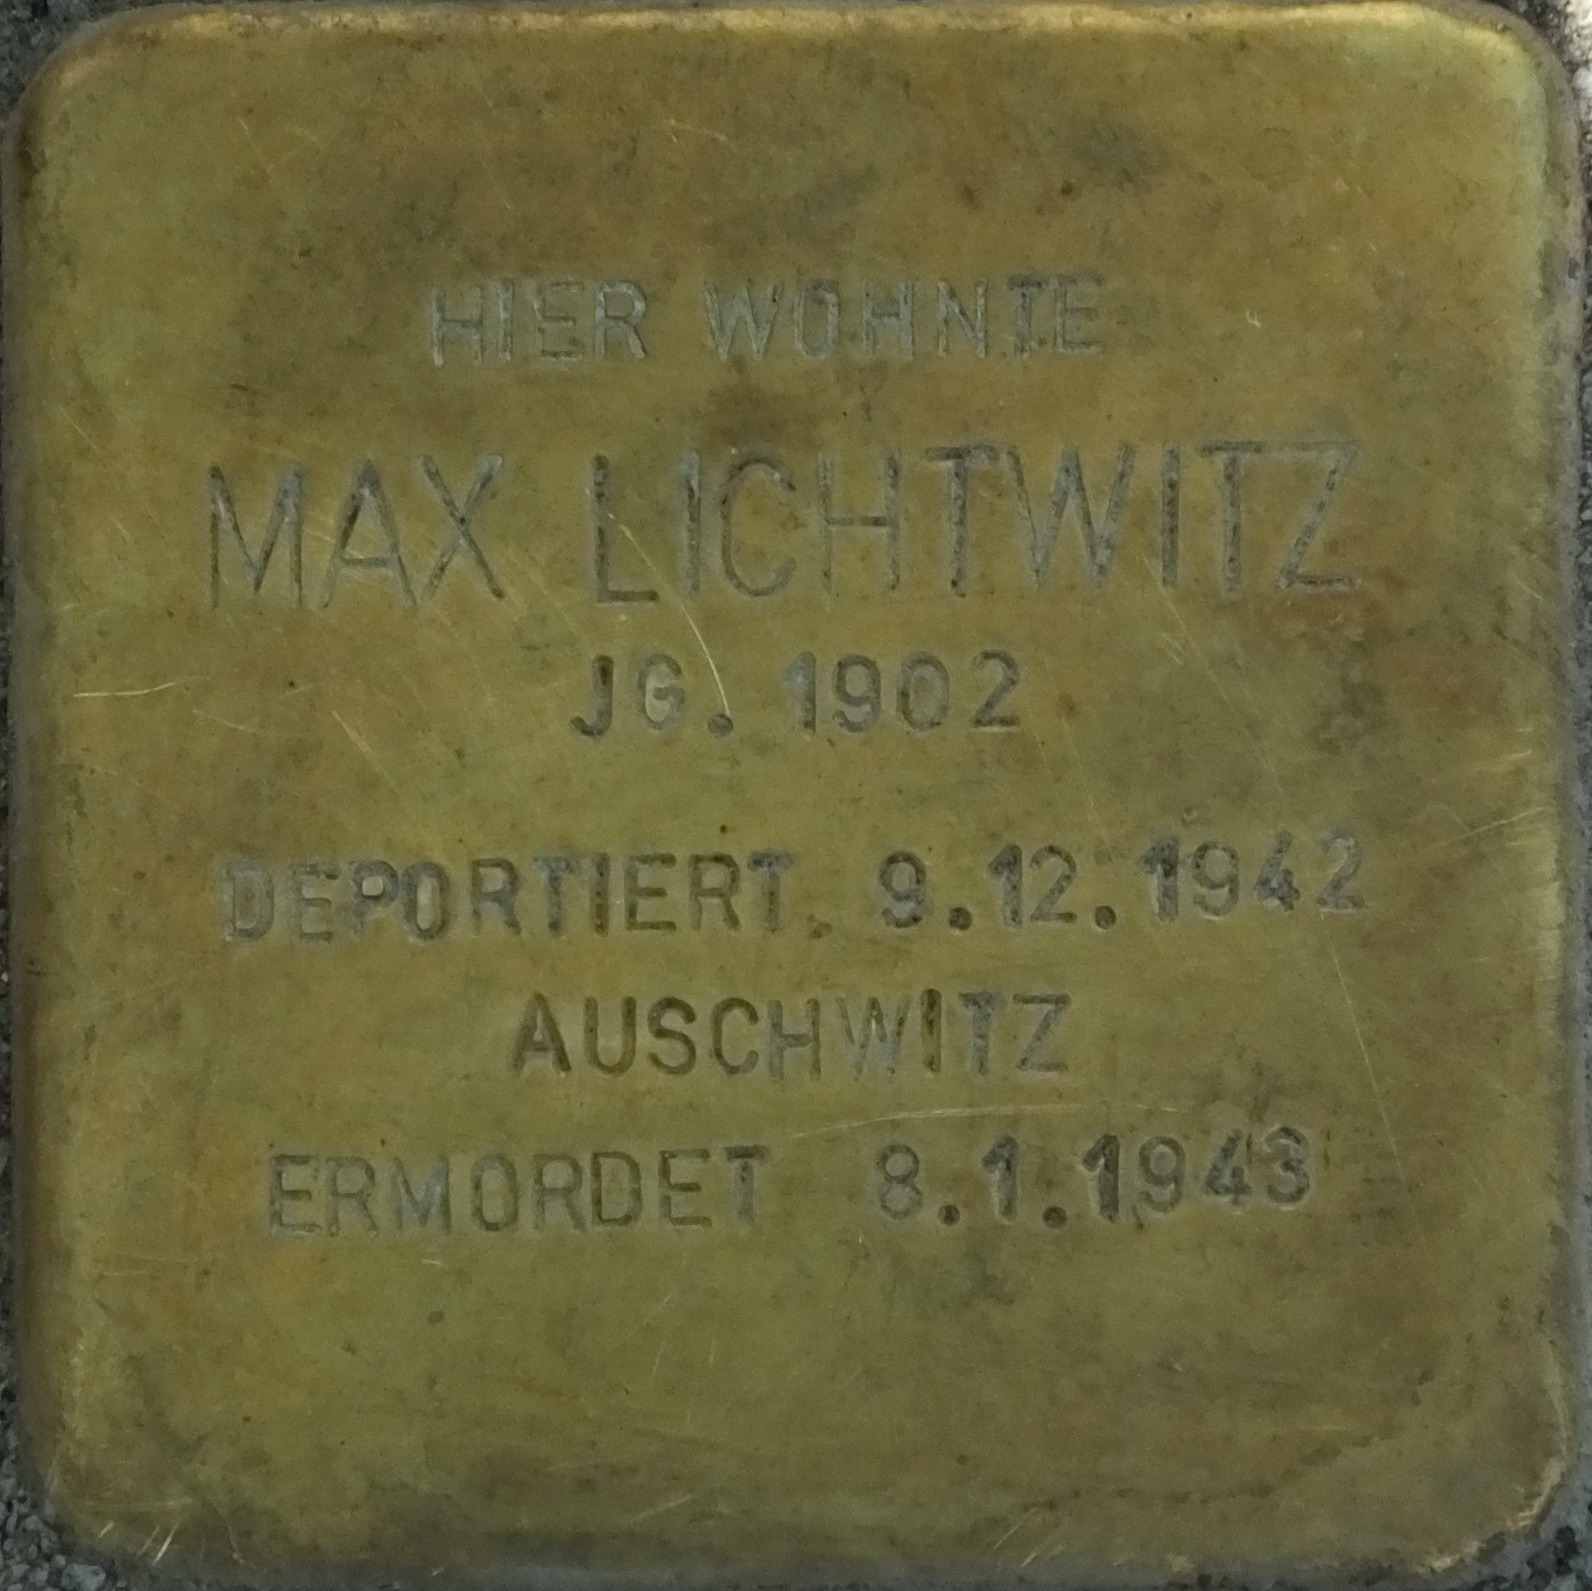 HIER WOHNTE
MAX LICHTWITZ
JG. 1902
DEPORTIERT 9.12.1942
AUSCHWITZ
ERMORDET 8.1.1943